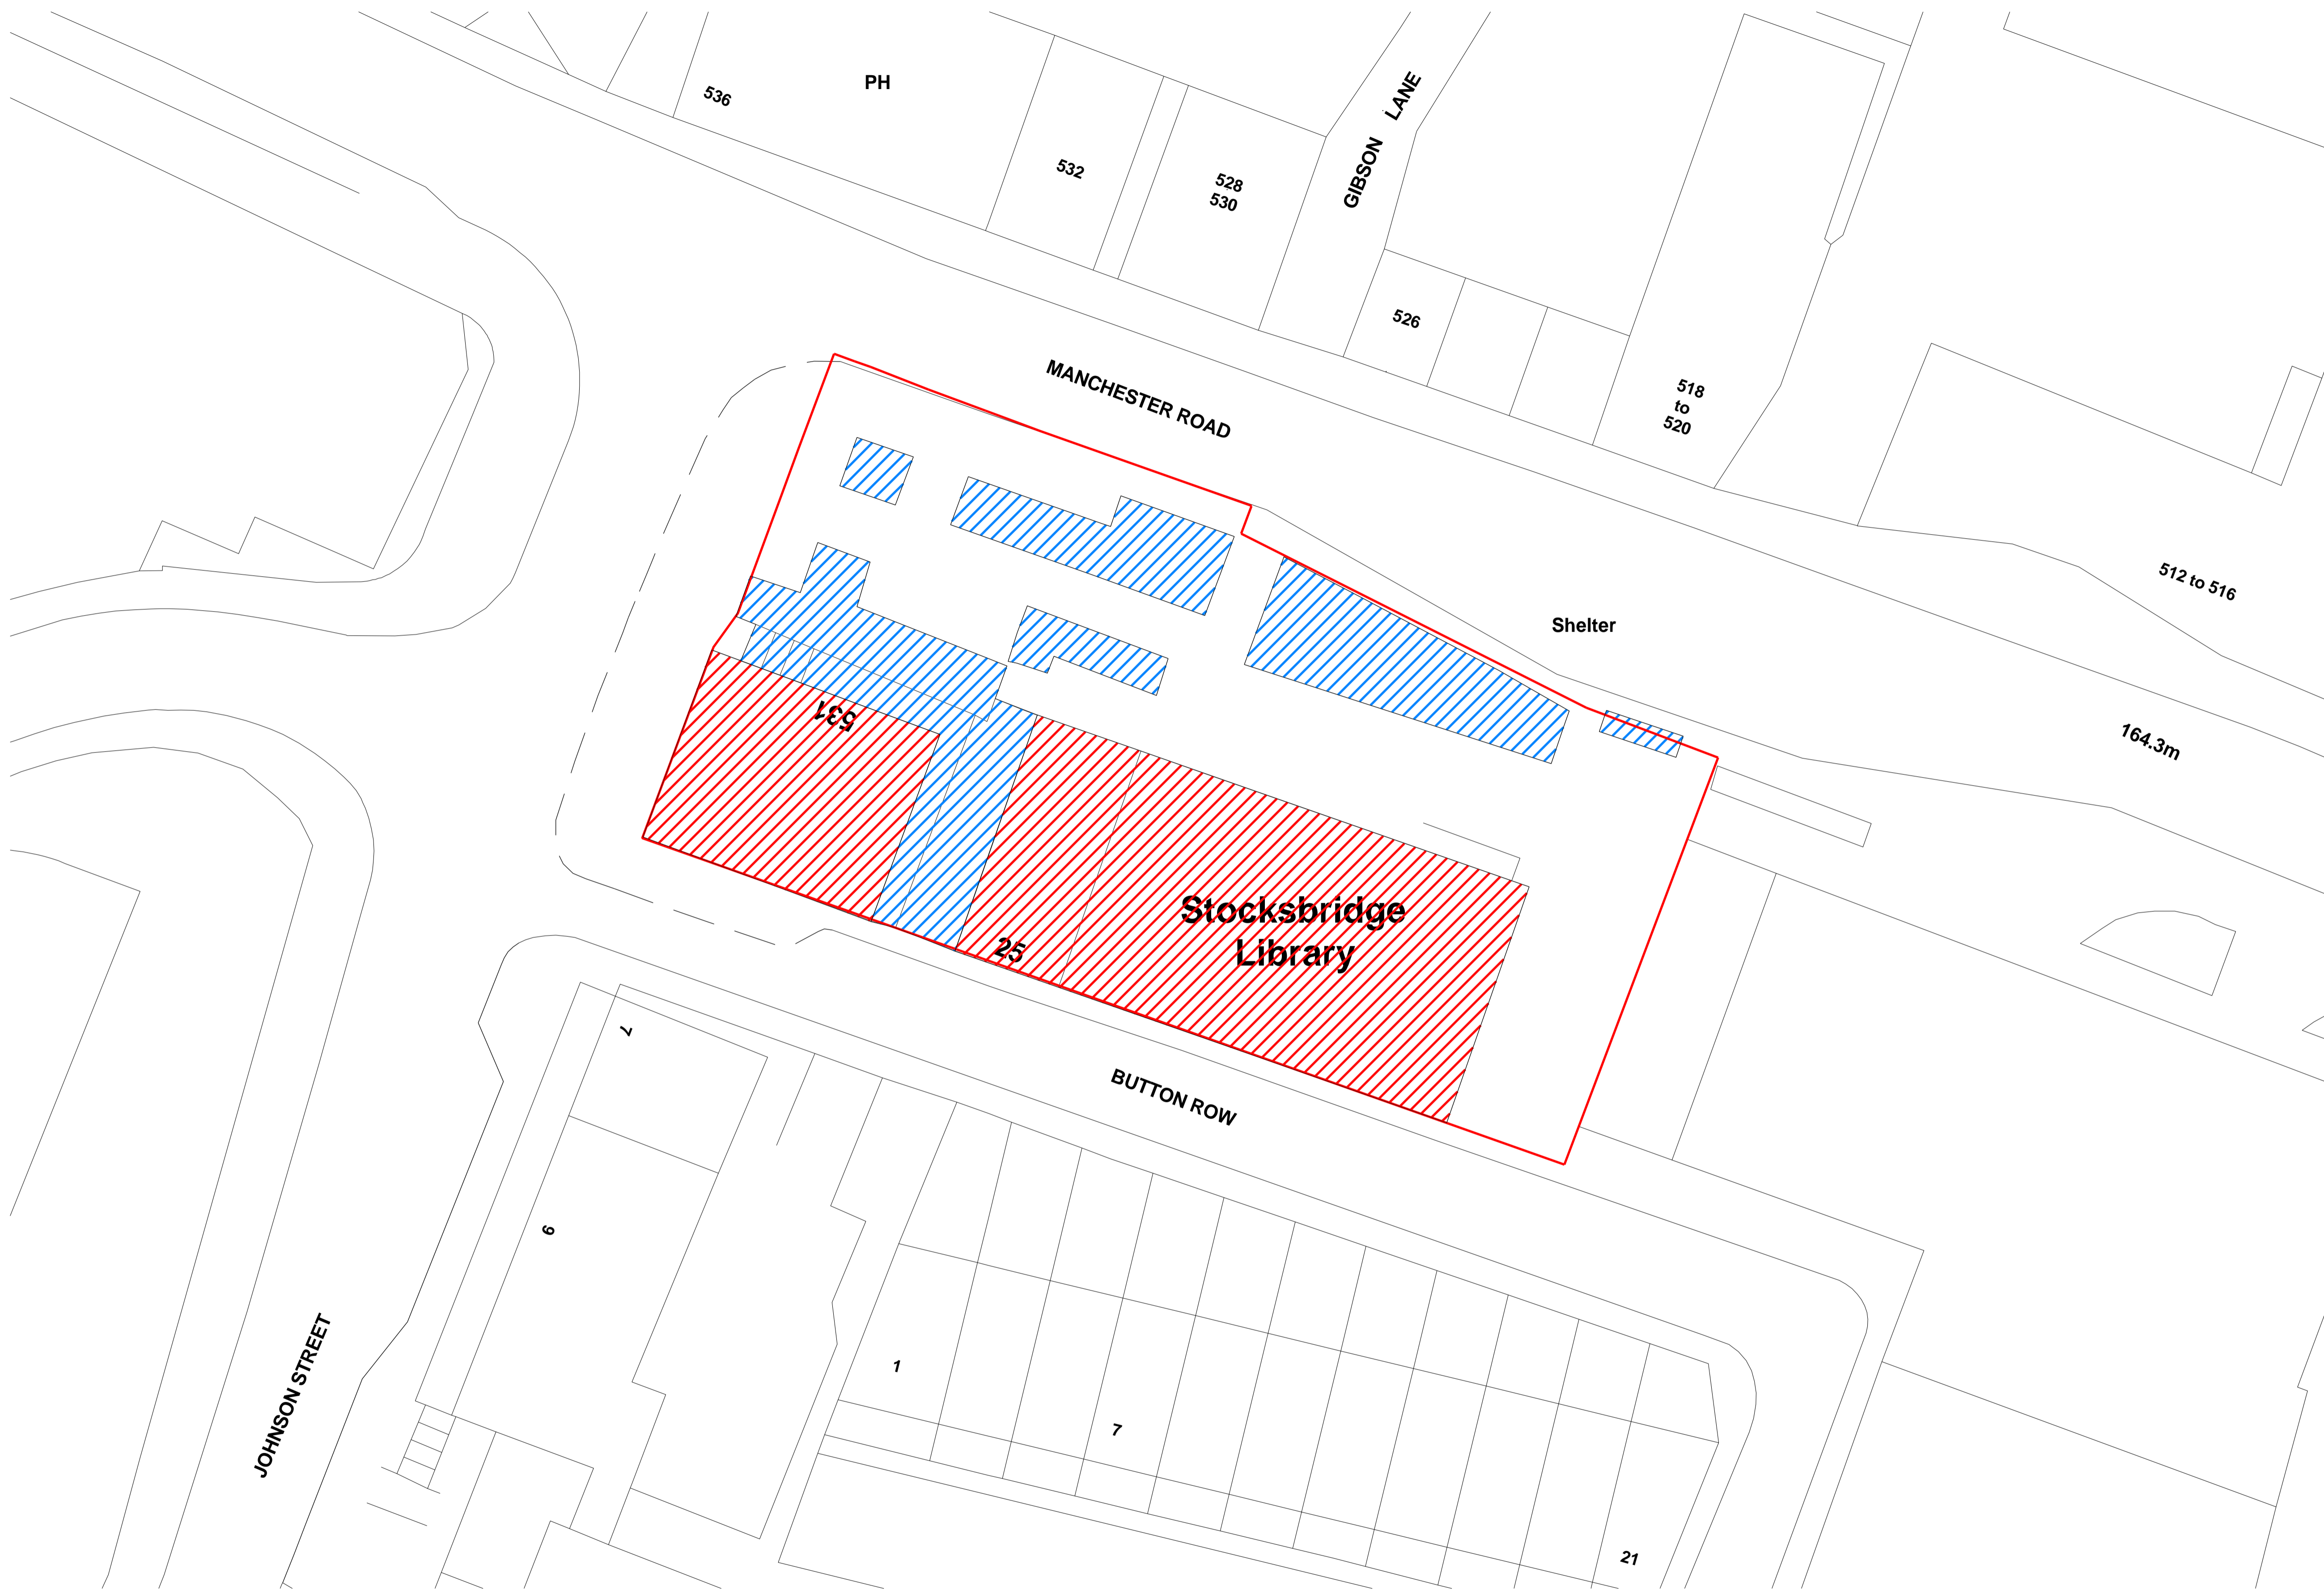 PH
536
GIBSON LANE
532
528
530
526
MANCHESTER ROAD
518
to
520
512 to 516
Shelter
531
164.3m
Stocksbridge
Library
25
7
BUTTON ROW
6
JOHNSON STREET
1
7
21